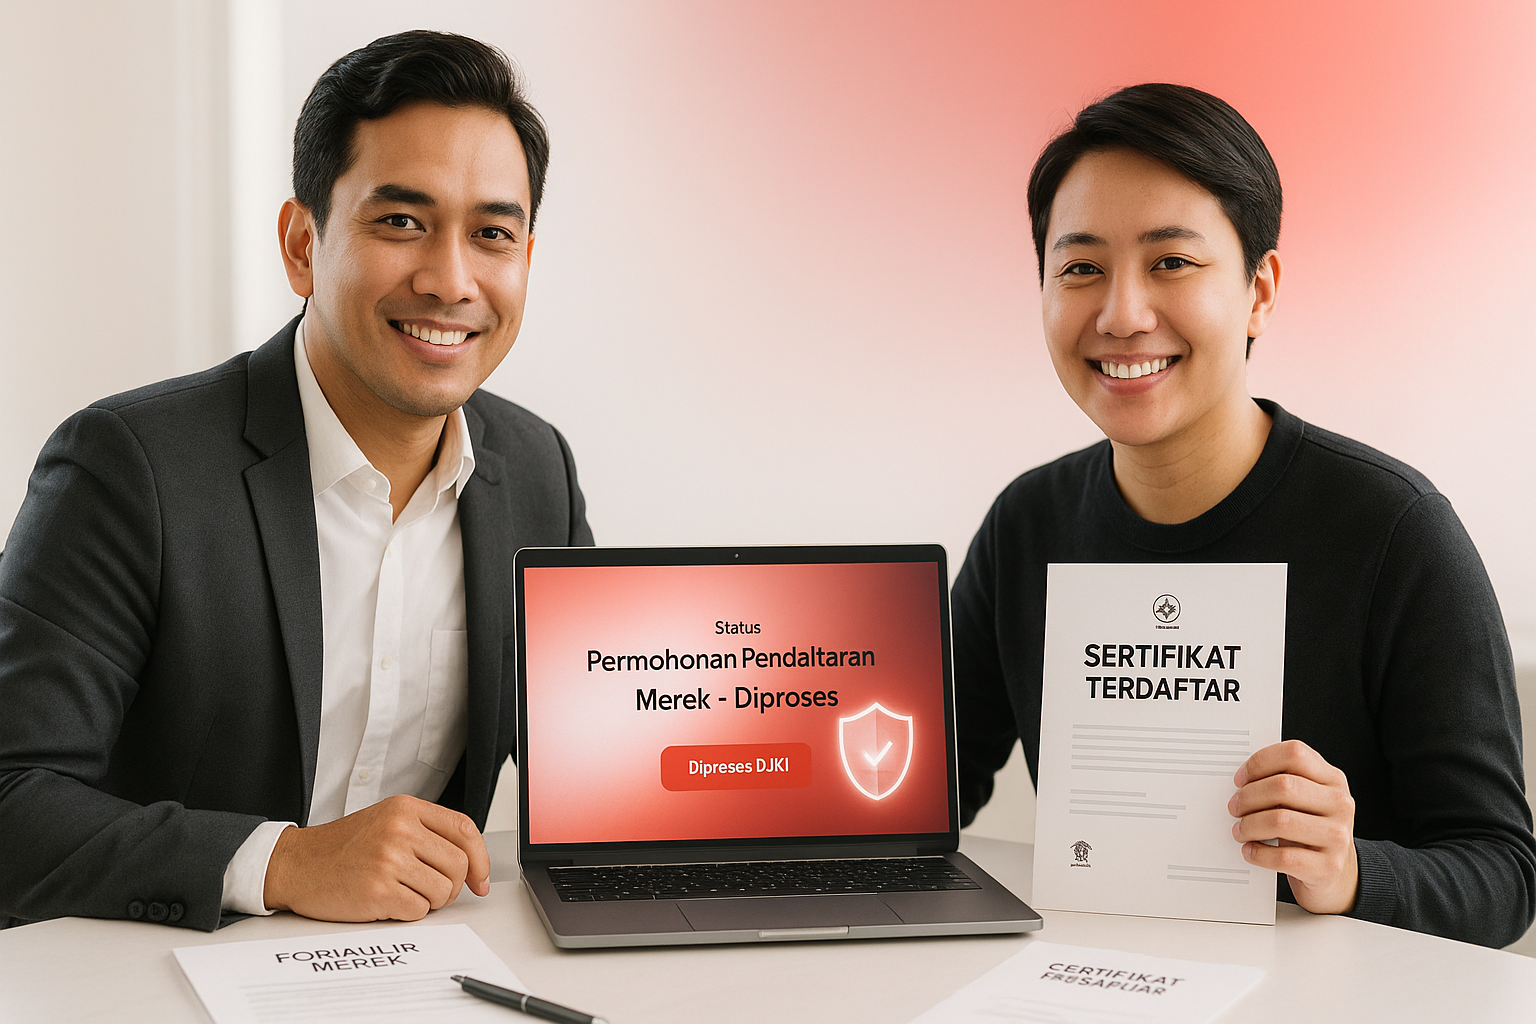 Status
Permohonan Pendaltaran
Merek - Diproses
Dipreses DJKI
SERTIFIKAT
TERDAFTAR
FORIAULIR
MEREK
CERTIFIKAT